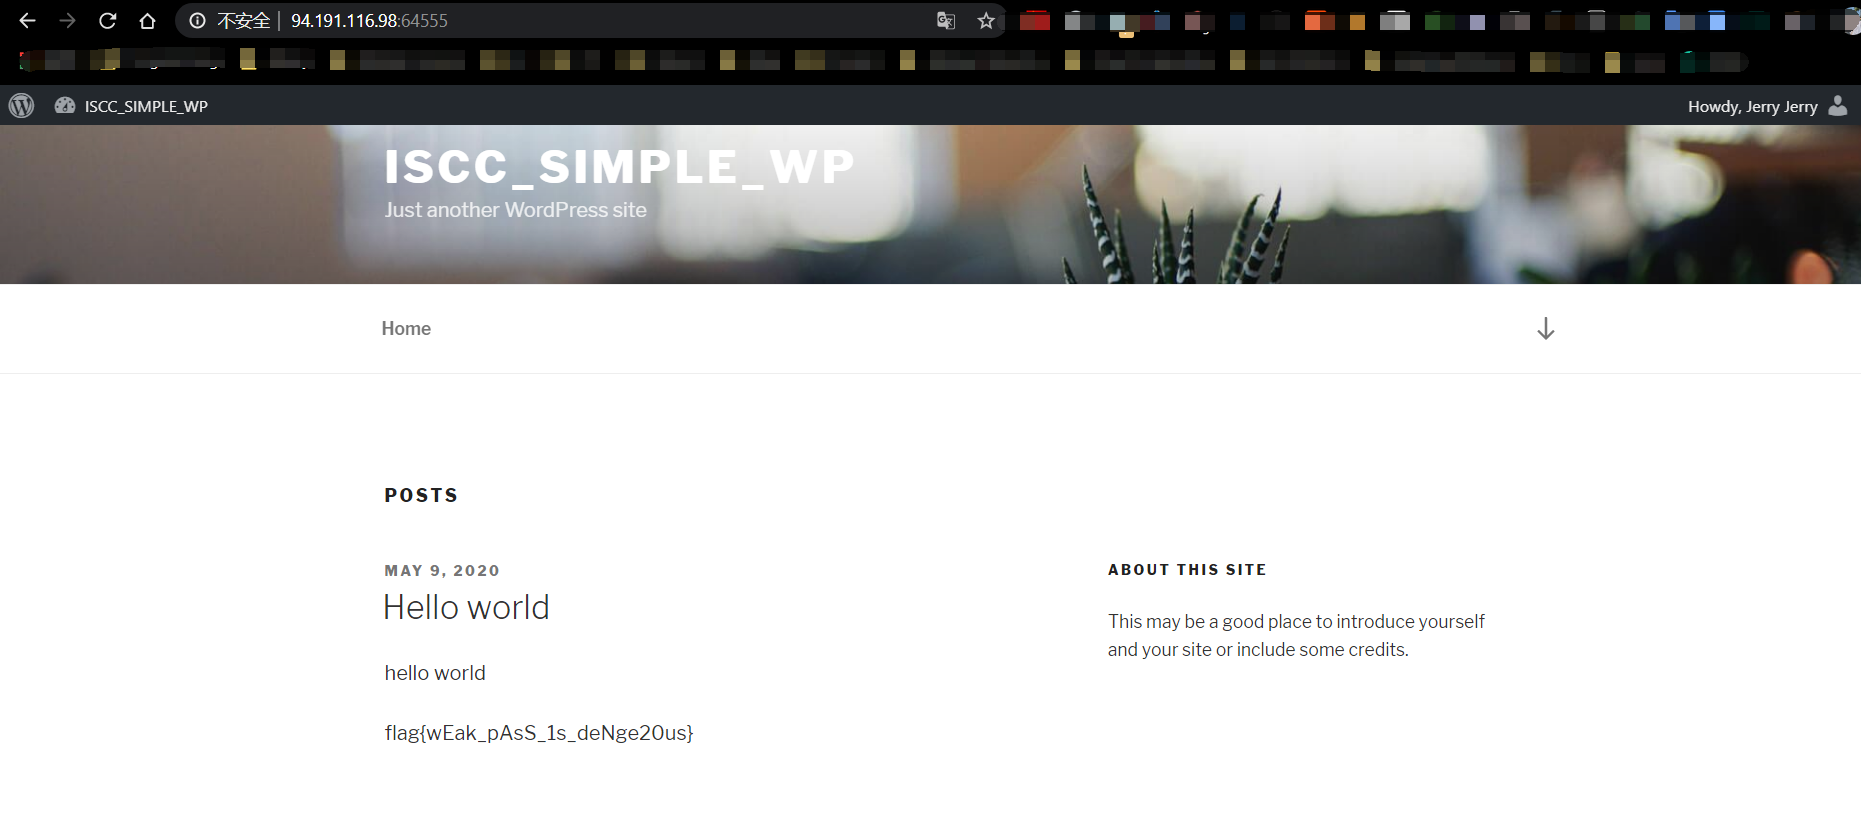 不安全 94.191.116.98:64555
ISCC_SIMPLE_WP
Howdy, Jerry Jerry
ISCC_SIMPLE_WP
Just another WordPress site
Home
POSTS
MAY 9, 2020
Hello world
hello world
flag{wEak_pAsS_1s_deNge20us}
ABOUT THIS SITE
This may be a good place to introduce yourself
and your site or include some credits.